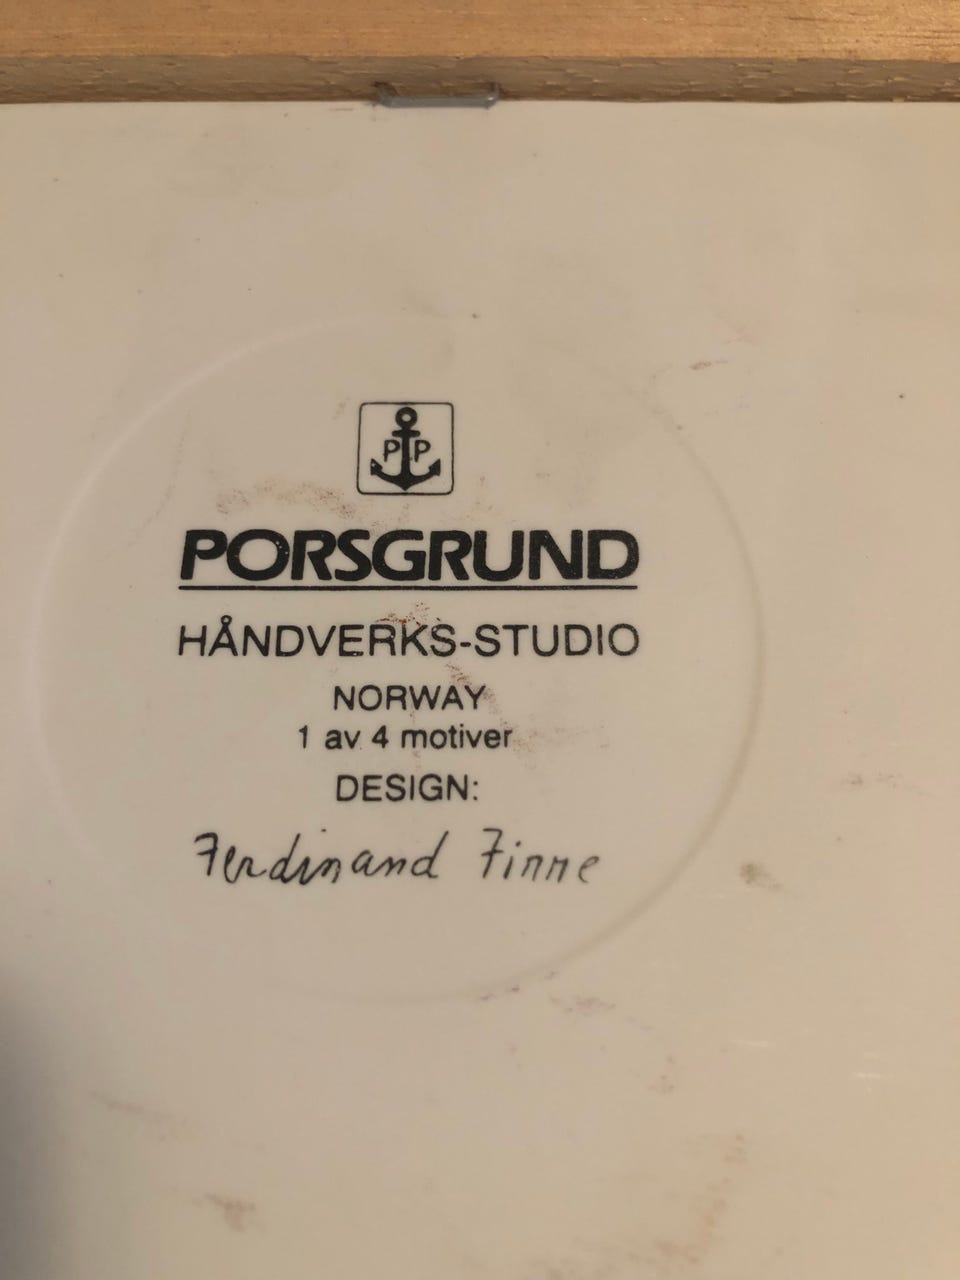 P P
PORSGRUND
HÅNDVERKS-STUDIO
NORWAY
1 av 4 motiver
DESIGN:
Ferdinand Finne